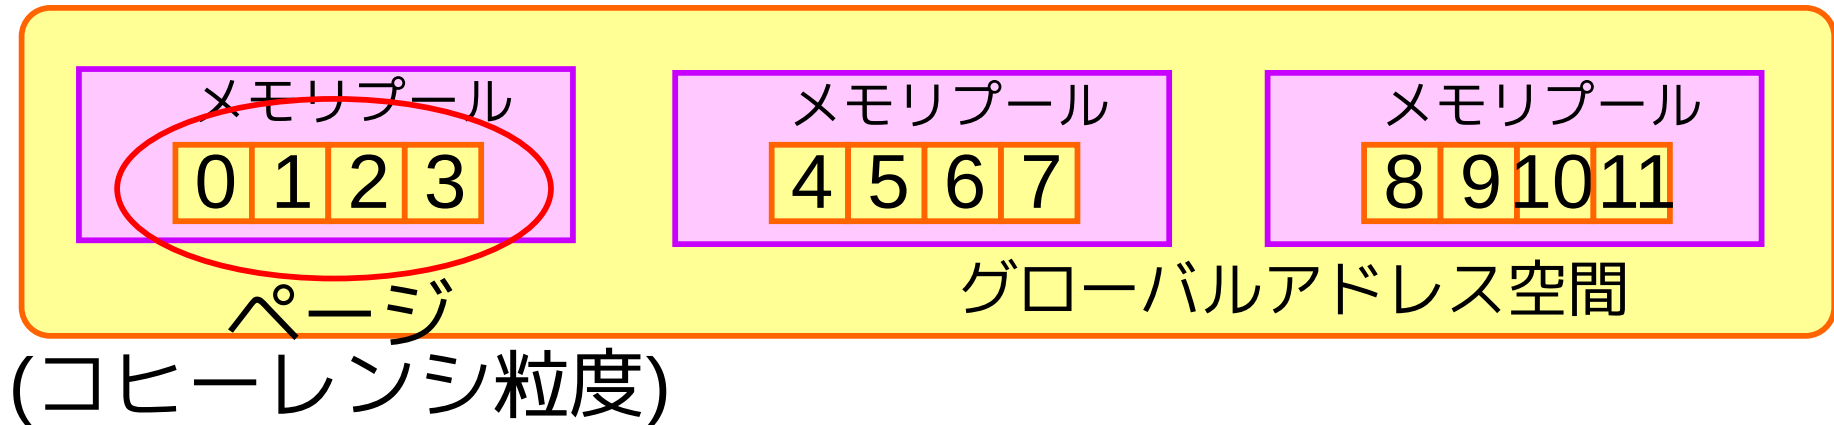 メモリプール メモリプール メモリプール
0 1 2 3 4 5 6 7 8 9 10 11
グローバルアドレス空間
ページ
(コヒーレンシ粒度)